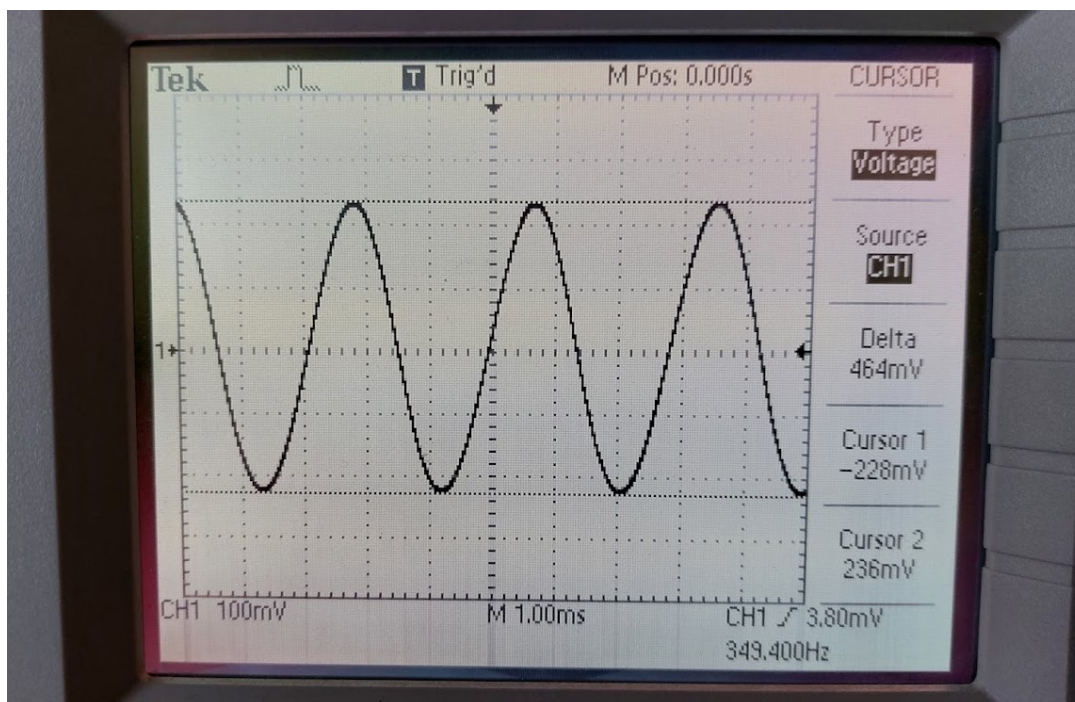 Tek T Trig'd M Pos: 0.000s CURSOR
Type
Voltage
Source
CH1
1
Delta
464mV
Cursor 1
-228mV
Cursor 2
236mV
CH1 100mV M 1.00ms CH1 3.80mV
349.400Hz